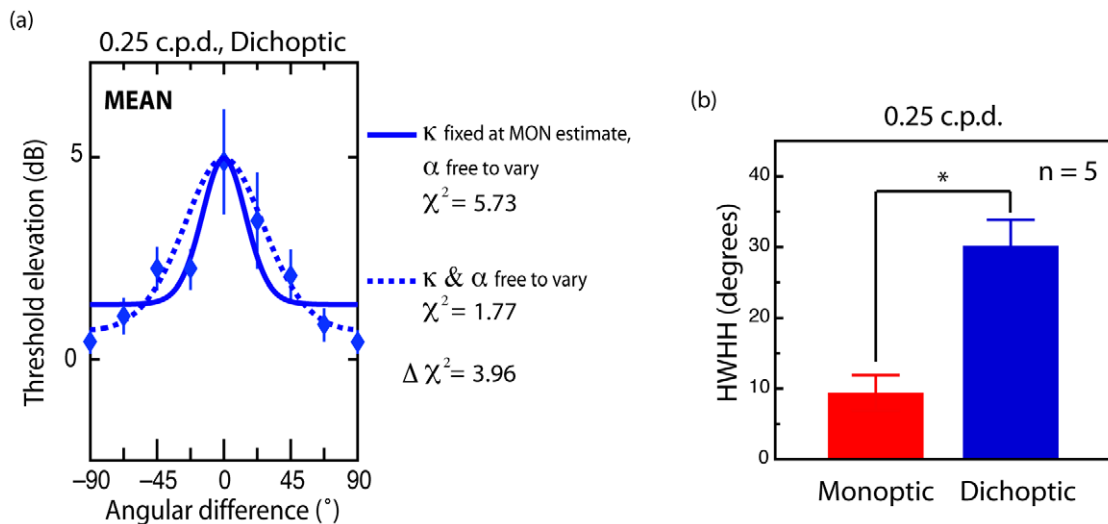 (a)
0.25 c.p.d., Dichoptic
MEAN
Threshold elevation (dB)
5
0
−90 −45 0 45 90
Angular difference (˚)
κ fixed at MON estimate,
α free to vary
χ² = 5.73
κ & α free to vary
χ² = 1.77
Δ χ² = 3.96
(b)
0.25 c.p.d.
n = 5
*
HWHH (degrees)
40
30
20
10
0
Monoptic Dichoptic